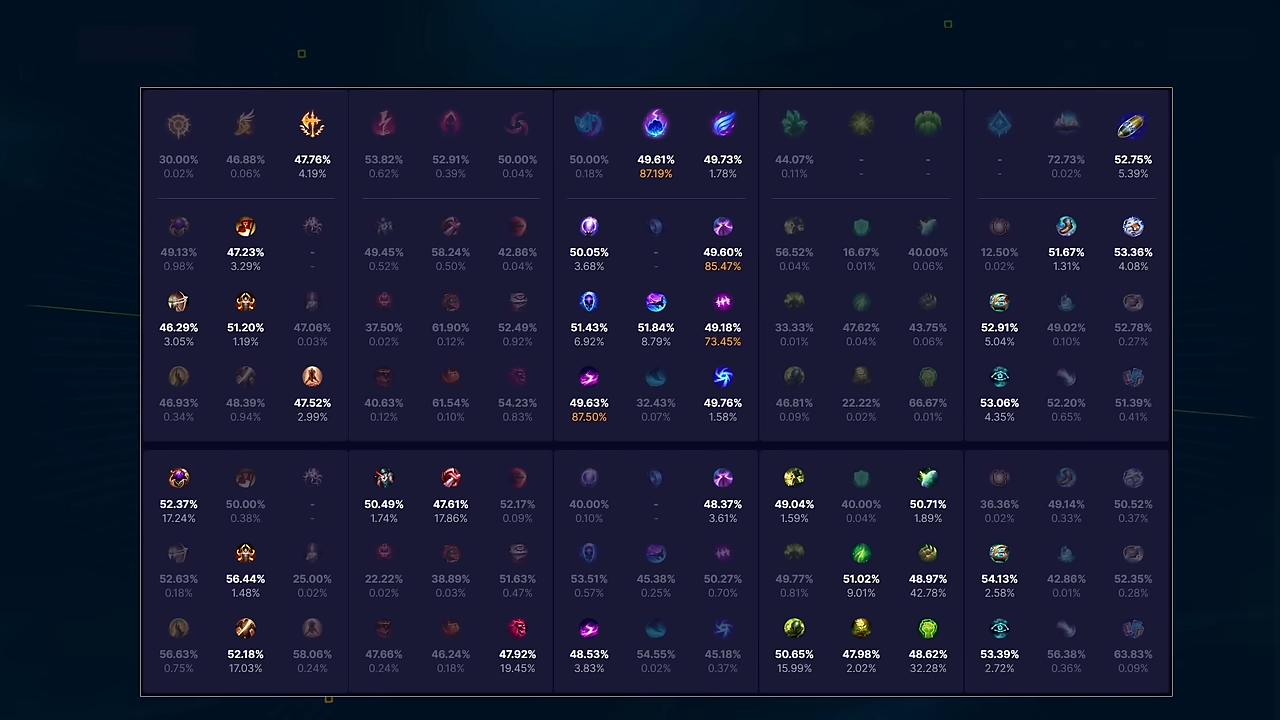 30.00% 46.88% 47.76% 53.82% 52.91% 50.00% 50.00% 49.61% 49.73% 44.07% - - - 72.73% 52.75%
0.02% 0.06% 4.19% 0.62% 0.39% 0.04% 0.18% 87.19% 1.78% 0.11% - - - 0.02% 5.39%
49.13% 47.23% - 49.45% 58.24% 42.86% 50.05% - 49.60% 56.52% 16.67% 40.00% 12.50% 51.67% 53.36%
0.98% 3.29% - 0.52% 0.50% 0.04% 3.68% - 85.47% 0.04% 0.01% 0.06% 0.02% 1.31% 4.08%
46.29% 51.20% 47.06% 37.50% 61.90% 52.49% 51.43% 51.84% 49.18% 33.33% 47.62% 43.75% 52.91% 49.02% 52.78%
3.05% 1.19% 0.03% 0.02% 0.12% 0.92% 6.92% 8.79% 73.45% 0.01% 0.04% 0.06% 5.04% 0.10% 0.27%
46.93% 48.39% 47.52% 40.63% 61.54% 54.23% 49.63% 32.43% 49.76% 46.81% 22.22% 66.67% 53.06% 52.20% 51.39%
0.34% 0.94% 2.99% 0.12% 0.10% 0.83% 87.50% 0.07% 1.58% 0.09% 0.02% 0.01% 4.35% 0.65% 0.41%
52.37% 50.00% - 50.49% 47.61% 52.17% 40.00% - 48.37% 49.04% 40.00% 50.71% 36.36% 49.14% 50.52%
17.24% 0.38% - 1.74% 17.86% 0.09% 0.10% - 3.61% 1.59% 0.04% 1.89% 0.02% 0.33% 0.37%
52.63% 56.44% 25.00% 22.22% 38.89% 51.63% 53.51% 45.38% 50.27% 49.77% 51.02% 48.97% 54.13% 42.86% 52.35%
0.18% 1.48% 0.02% 0.02% 0.03% 0.47% 0.57% 0.25% 0.70% 0.81% 9.01% 42.78% 2.58% 0.01% 0.28%
56.63% 52.18% 58.06% 47.66% 46.24% 47.92% 48.53% 54.55% 45.18% 50.65% 47.98% 48.62% 53.39% 56.38% 63.83%
0.75% 17.03% 0.24% 0.24% 0.18% 19.45% 3.83% 0.02% 0.37% 15.99% 2.02% 32.28% 2.72% 0.36% 0.09%